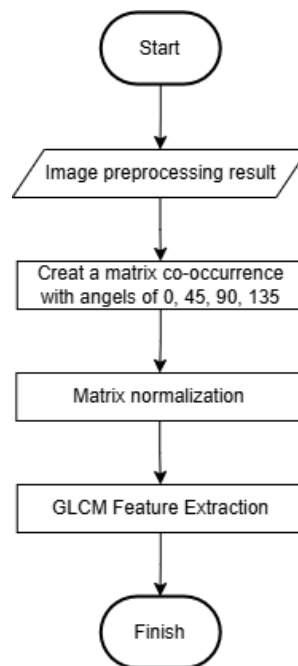 Start
Image preprocessing result
Creat a matrix co-occurrence
with angels of 0, 45, 90, 135
Matrix normalization
GLCM Feature Extraction
Finish